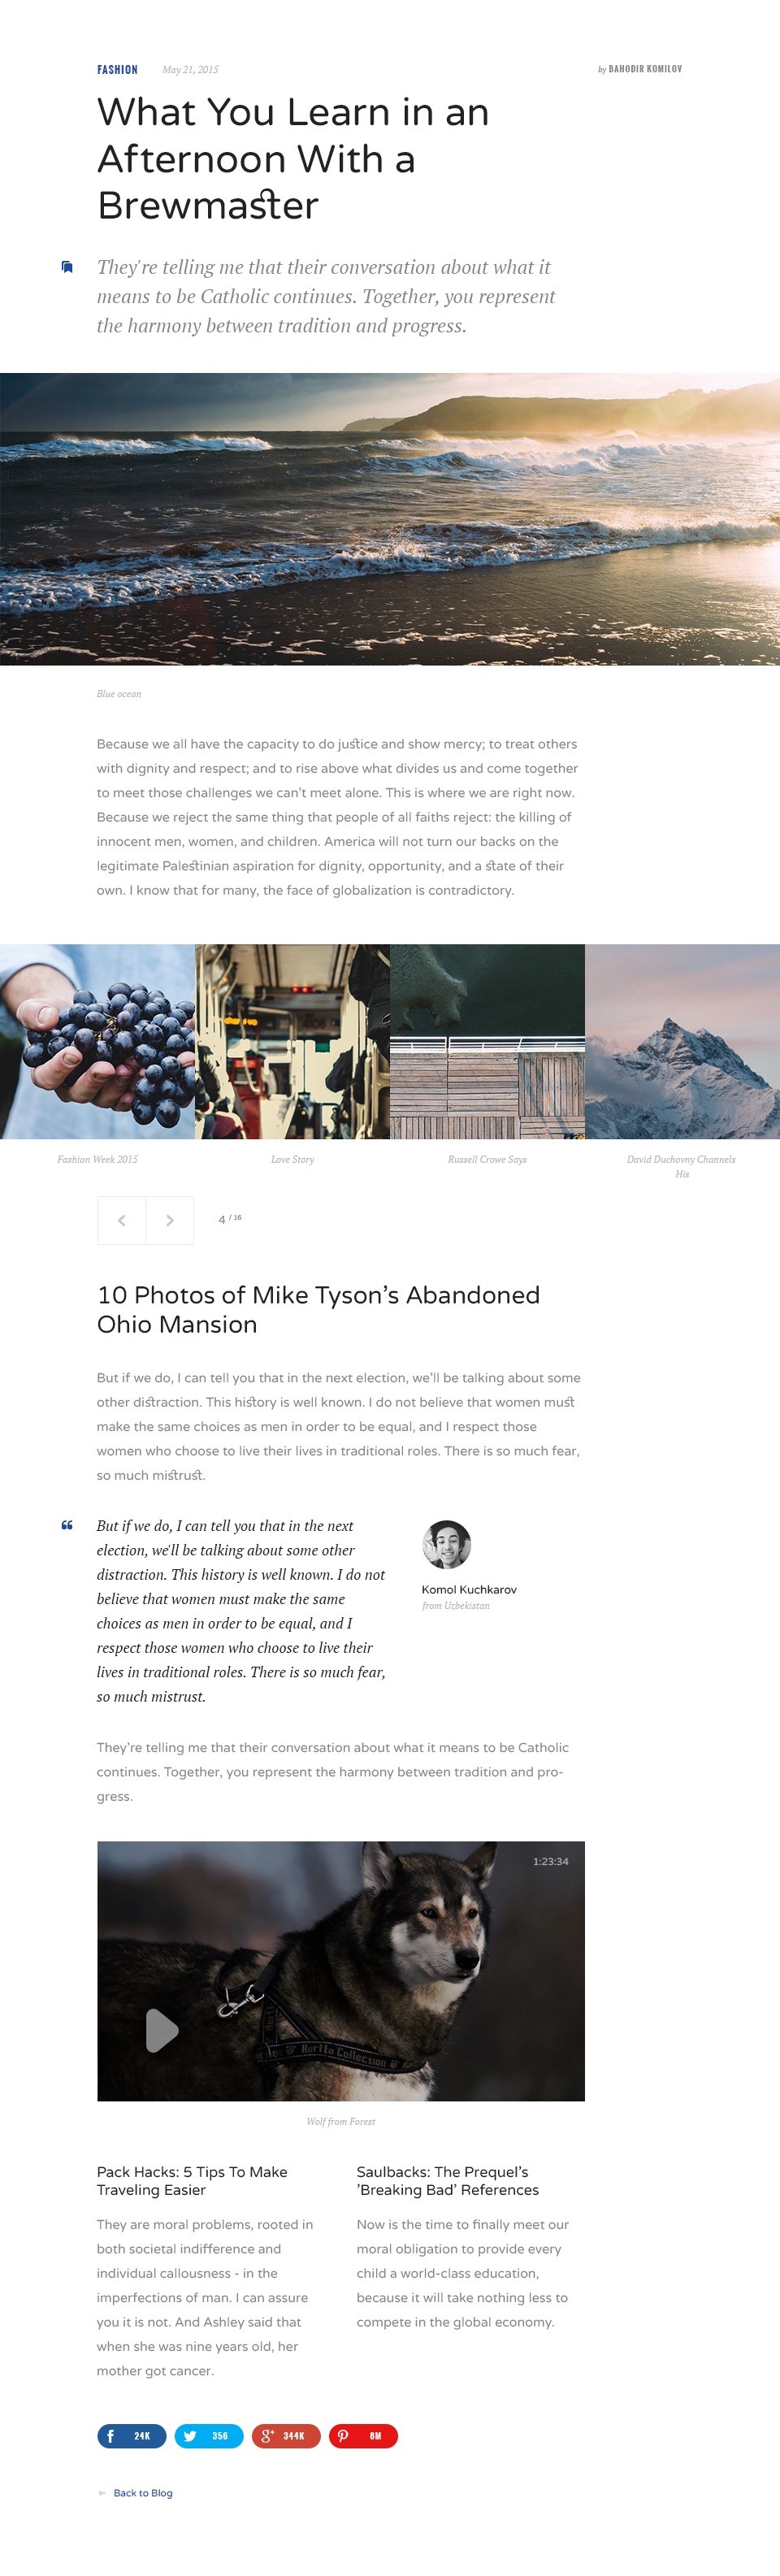 FASHION May 21, 2015 by BAHODIR KOMILOV
What You Learn in an
Afternoon With a
Brewmaster
They're telling me that their conversation about what it
means to be Catholic continues. Together, you represent
the harmony between tradition and progress.
Blue ocean
Because we all have the capacity to do justice and show mercy; to treat others
with dignity and respect; and to rise above what divides us and come together
to meet those challenges we can't meet alone. This is where we are right now.
Because we reject the same thing that people of all faiths reject: the killing of
innocent men, women, and children. America will not turn our backs on the
legitimate Palestinian aspiration for dignity, opportunity, and a state of their
own. I know that for many, the face of globalization is contradictory.
Fashion Week 2015
Love Story
Russell Crowe Says
David Duchovny Channels
His
4 / 16
10 Photos of Mike Tyson's Abandoned
Ohio Mansion
But if we do, I can tell you that in the next election, we'll be talking about some
other distraction. This history is well known. I do not believe that women must
make the same choices as men in order to be equal, and I respect those
women who choose to live their lives in traditional roles. There is so much fear,
so much mistrust.
But if we do, I can tell you that in the next
election, we'll be talking about some other
distraction. This history is well known. I do not
believe that women must make the same
choices as men in order to be equal, and I
respect those women who choose to live their
lives in traditional roles. There is so much fear,
so much mistrust.
Komol Kuchkarov
from Uzbekistan
They're telling me that their conversation about what it means to be Catholic
continues. Together, you represent the harmony between tradition and pro-
gress.
1:23:34
Hurtta Collection
Wolf from Forest
Pack Hacks: 5 Tips To Make
Traveling Easier
They are moral problems, rooted in
both societal indifference and
individual callousness - in the
imperfections of man. I can assure
you it is not. And Ashley said that
when she was nine years old, her
mother got cancer.
Saulbacks: The Prequel's
'Breaking Bad' References
Now is the time to finally meet our
moral obligation to provide every
child a world-class education,
because it will take nothing less to
compete in the global economy.
24K
356
344K
8M
Back to Blog